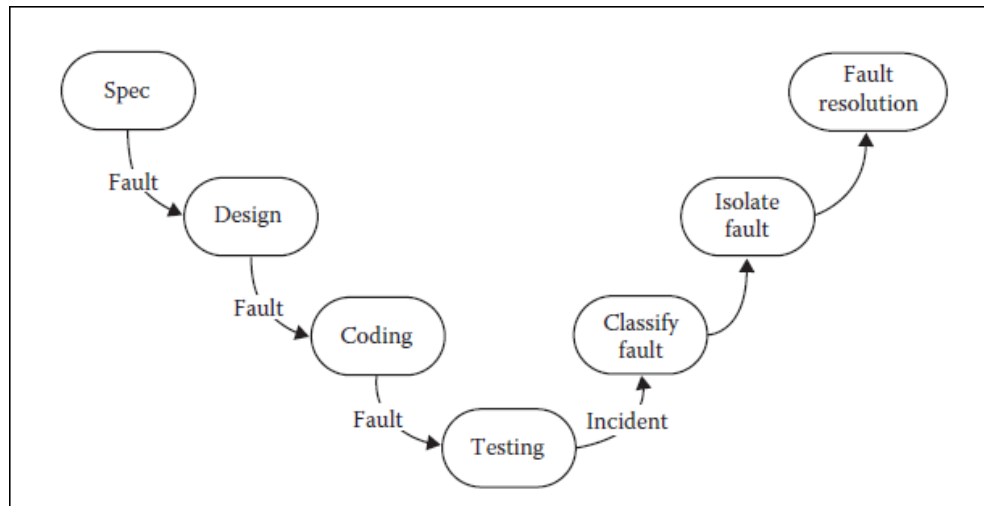 Spec
Fault
Design
Fault
Coding
Fault
Testing
Incident
Classify
fault
Isolate
fault
Fault
resolution